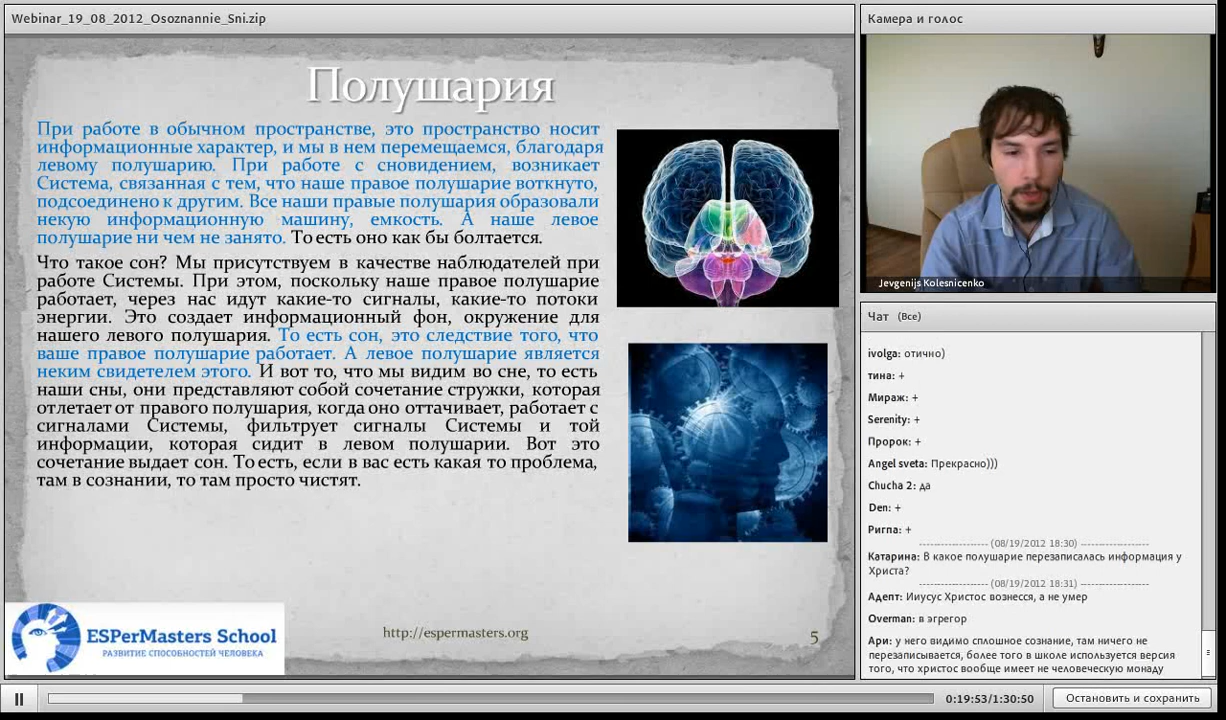 Webinar_19_08_2012_Osoznannie_Sni.zip
Полушария
При работе в обычном пространстве, это пространство носит
информационные характер, и мы в нем перемещаемся, благодаря
левому полушарию. При работе с сновидением, возникает
Система, связанная с тем, что наше правое полушарие воткнуто,
подсоединено к другим. Все наши правые полушария образовали
некую информационную машину, емкость. А наше левое
полушарие ни чем не занято. То есть оно как бы болтается.
Что такое сон? Мы присутствуем в качестве наблюдателей при
работе Системы. При этом, поскольку наше правое полушарие
работает, через нас идут какие-то сигналы, какие-то потоки
энергии. Это создает информационный фон, окружение для
нашего левого полушария. То есть сон, это следствие того, что
ваше правое полушарие работает. А левое полушарие является
неким свидетелем этого. И вот то, что мы видим во сне, то есть
наши сны, они представляют собой сочетание стружки, которая
отлетает от правого полушария, когда оно оттачивает, работает с
сигналами Системы, фильтрует сигналы Системы и той
информации, которая сидит в левом полушарии. Вот это
сочетание выдает сон. То есть, если в вас есть какая то проблема,
там в сознании, то там просто чистят.
ESPerMasters School
РАЗВИТИЕ СПОСОБНОСТЕЙ ЧЕЛОВЕКА
http://espermasters.org
5
Камера и голос
Jevgenijs Kolesnicenko
Чат (Все)
ivolga: отично)
тина: +
Мираж: +
Serenity: +
Пророк: +
Angel sveta: Прекрасно)))
Chucha 2: да
Den: +
Ригпа: +
------------------- (08/19/2012 18:30) -------------------
Катарина: В какое полушарие перезаписалась информация у
Христа?
------------------- (08/19/2012 18:31) -------------------
Адепт: Ииусус Христос вознесся, а не умер
Overman: в эгрегор
Ари: у него видимо сплошное сознание, там ничего не
перезаписывается, более того в школе используется версия
того, что христос вообще имеет не человеческую монаду
0:19:53/1:30:50
Остановить и сохранить